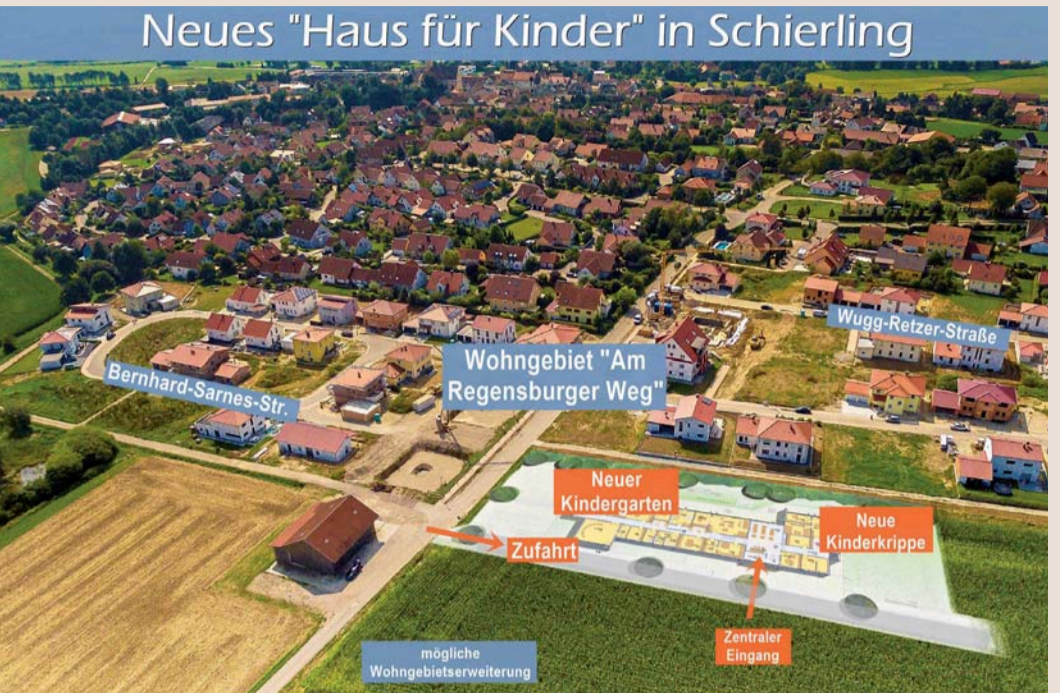 Neues "Haus für Kinder" in Schierling
Wugg-Retzer-Straße
Wohngebiet "Am
Regensburger Weg"
Bernhard-Sarnes-Str.
Neuer
Kindergarten
Neue
Kinderkrippe
Zufahrt
Zentraler
Eingang
mögliche
Wohngebietserweiterung